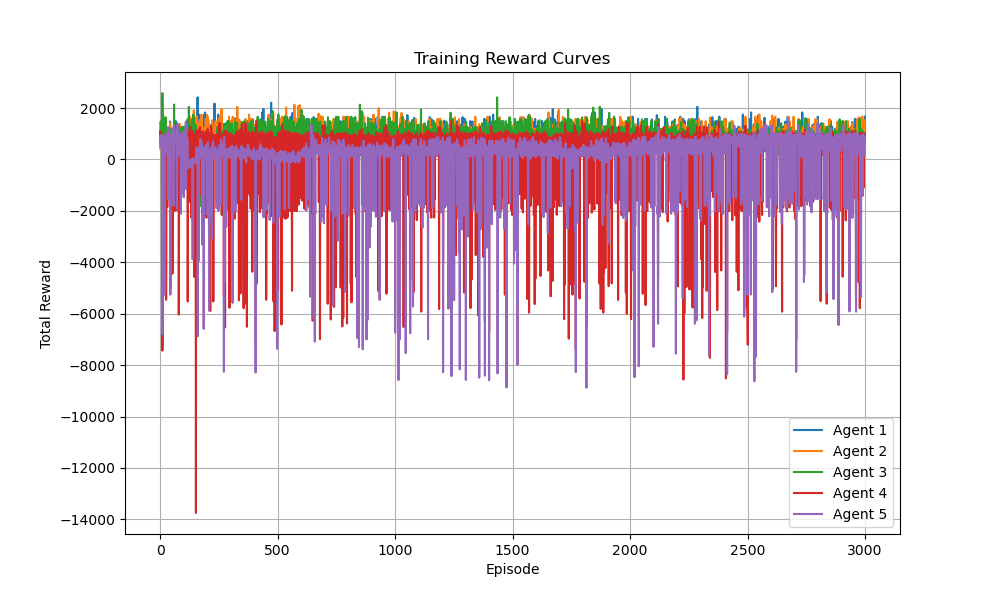 Training Reward Curves
Total Reward
2000
0
−2000
−4000
−6000
−8000
−10000
−12000
−14000
Agent 1
Agent 2
Agent 3
Agent 4
Agent 5
0 500 1000 1500 2000 2500 3000
Episode